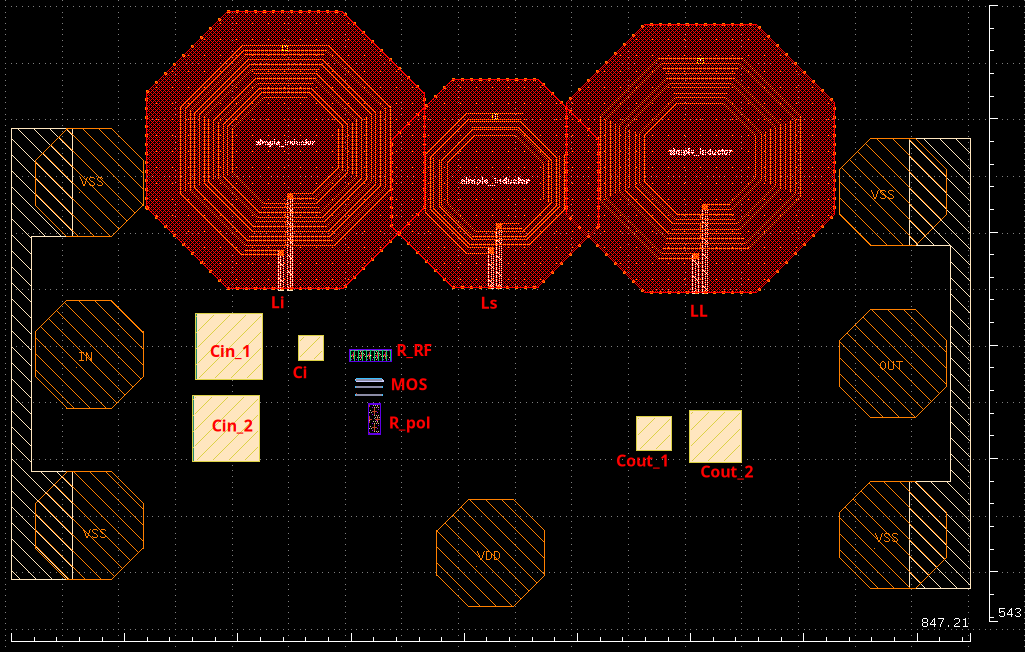 simple_inductor
simple_inductor
simple_inductor
VSS
VSS
Li
Ls
LL
Cin_1
Ci
R_RF
IN
OUT
MOS
Cin_2
R_pol
Cout_1
Cout_2
VSS
VDD
VSS
543
847.21